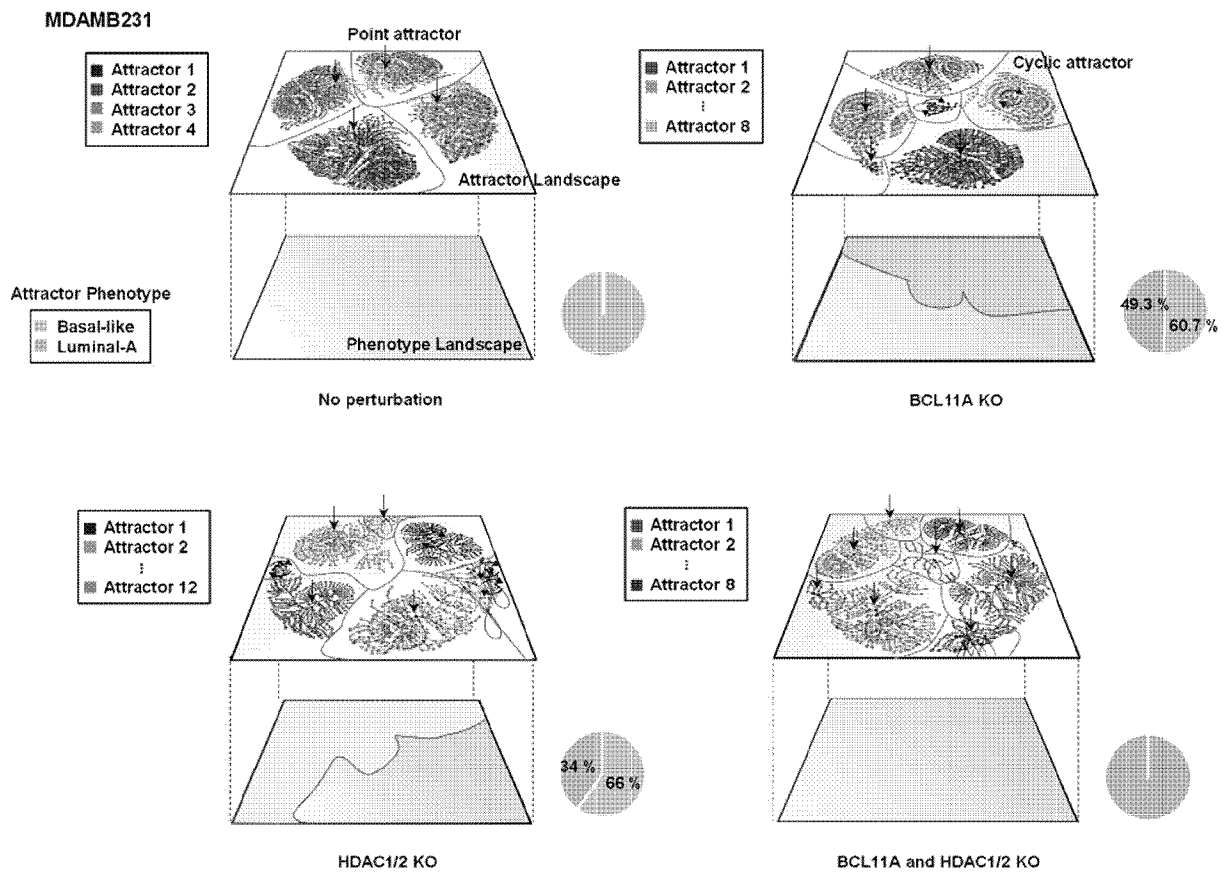 MDAMB231
Attractor 1
Attractor 2
Attractor 3
Attractor 4
Point attractor
Attractor Landscape
Attractor Phenotype
Basal-like
Luminal-A
Phenotype Landscape
No perturbation
Attractor 1
Attractor 2
⋮
Attractor 8
Cyclic attractor
49.3 %
60.7 %
BCL11A KO
Attractor 1
Attractor 2
⋮
Attractor 12
34 %
66 %
HDAC1/2 KO
Attractor 1
Attractor 2
⋮
Attractor 8
BCL11A and HDAC1/2 KO